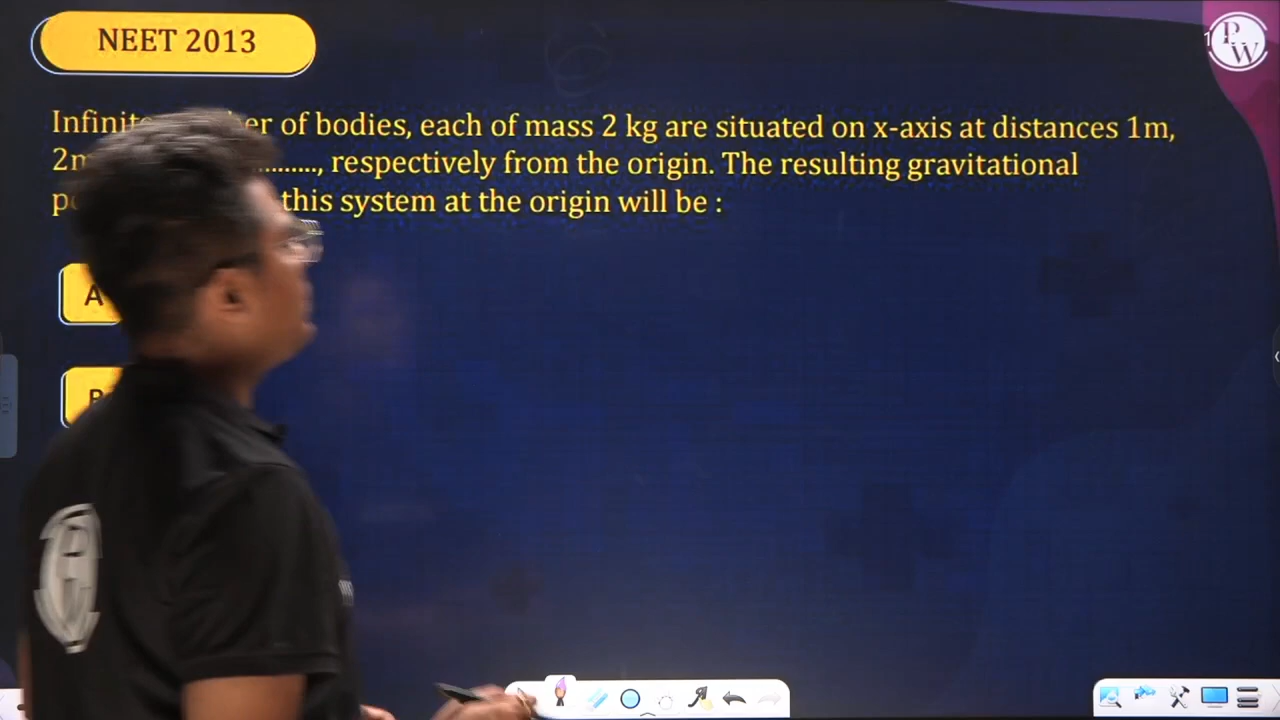 NEET 2013
PW
Infinite er of bodies, each of mass 2 kg are situated on x-axis at distances 1m,
2m .........., respectively from the origin. The resulting gravitational
this system at the origin will be :
A
B